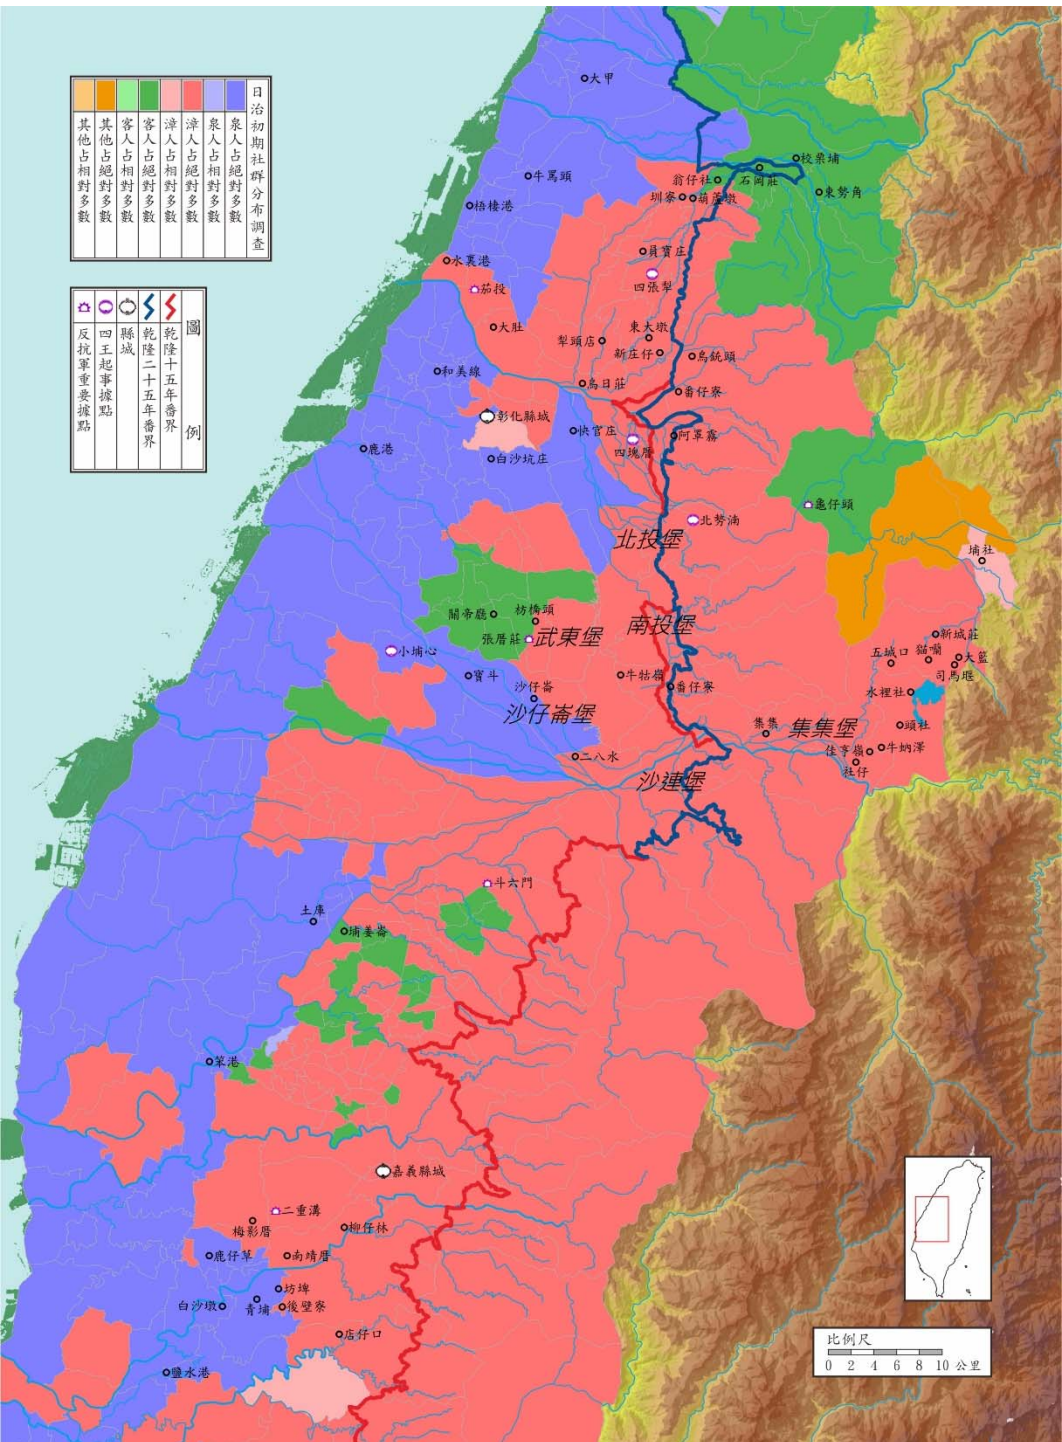 日治初期社群分布調查
泉人占絕對多數
泉人占相對多數
漳人占絕對多數
漳人占相對多數
客人占絕對多數
客人占相對多數
其他占絕對多數
其他占相對多數
圖例
乾隆十五年番界
乾隆二十五年番界
縣城
四王起事據點
反抗軍重要據點
大甲
校栗埔
石岡莊
翁仔社
東勢角
牛罵頭
圳寮
葫蘆墩
梧棲港
員寶庄
水裏港
四張犁
茄投
大肚
東大墩
犁頭店
新庄仔
烏銃頭
和美線
烏日莊
番仔寮
彰化縣城
快官庄
阿罩霧
四塊厝
鹿港
白沙坑庄
龜仔頭
北勢湳
北投堡
埔社
關帝廳
枋橋頭
南投堡
張厝莊
武東堡
新城莊
小埔心
五城口
貓囒
大籃
司馬堰
寶斗
牛牯嶺
番仔寮
水裡社
沙仔崙
沙仔崙堡
集集
集集堡
頭社
牛蚋澤
佳亨嶺
社仔
二八水
沙連堡
斗六門
土庫
埔姜崙
笨港
嘉義縣城
二重溝
梅影厝
柳仔林
鹿仔草
南靖厝
坊埤
白沙墩
青埔
後壁寮
店仔口
鹽水港
比例尺
0 2 4 6 8 10 公里